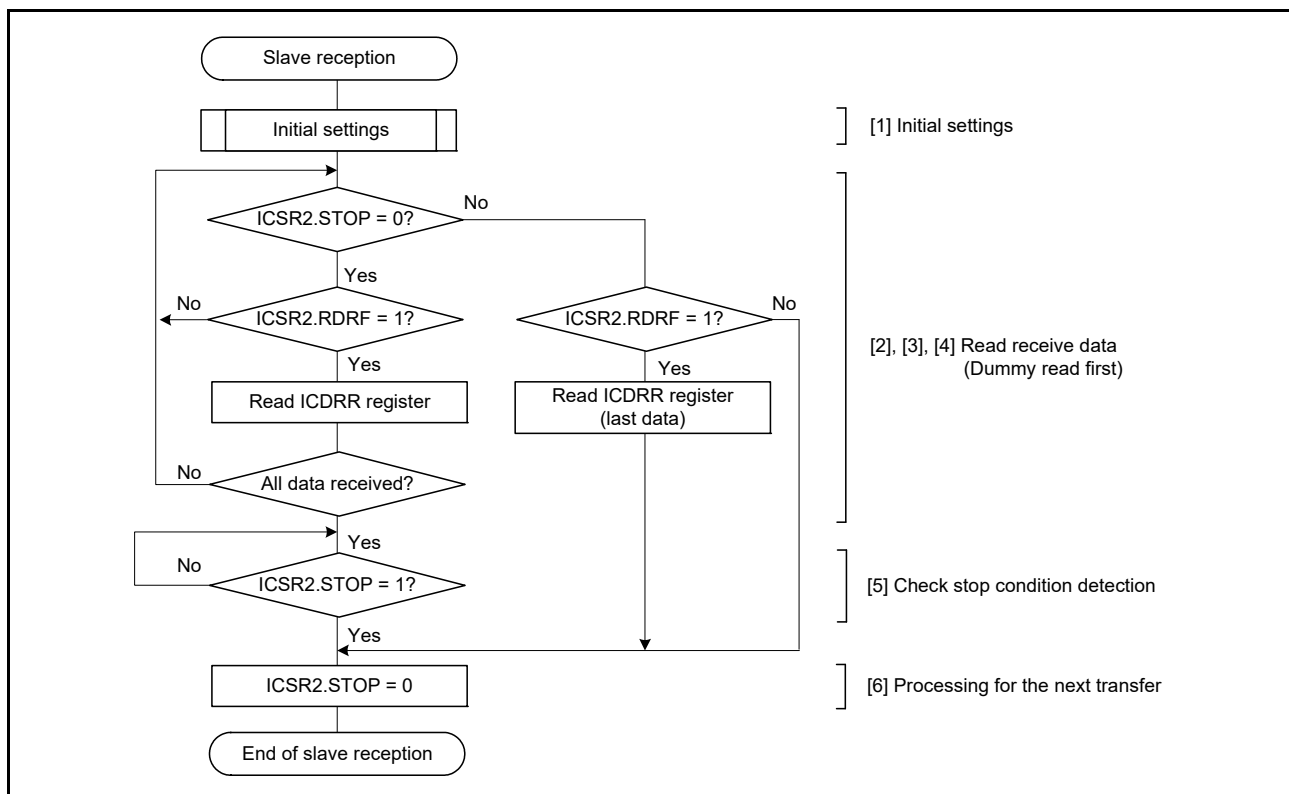 Slave reception
Initial settings
[1] Initial settings
ICSR2.STOP = 0?
No
Yes
No
ICSR2.RDRF = 1?
ICSR2.RDRF = 1?
No
[2], [3], [4] Read receive data
(Dummy read first)
Yes
Yes
Read ICDRR register
Read ICDRR register
(last data)
No
All data received?
Yes
No
ICSR2.STOP = 1?
[5] Check stop condition detection
Yes
ICSR2.STOP = 0
[6] Processing for the next transfer
End of slave reception